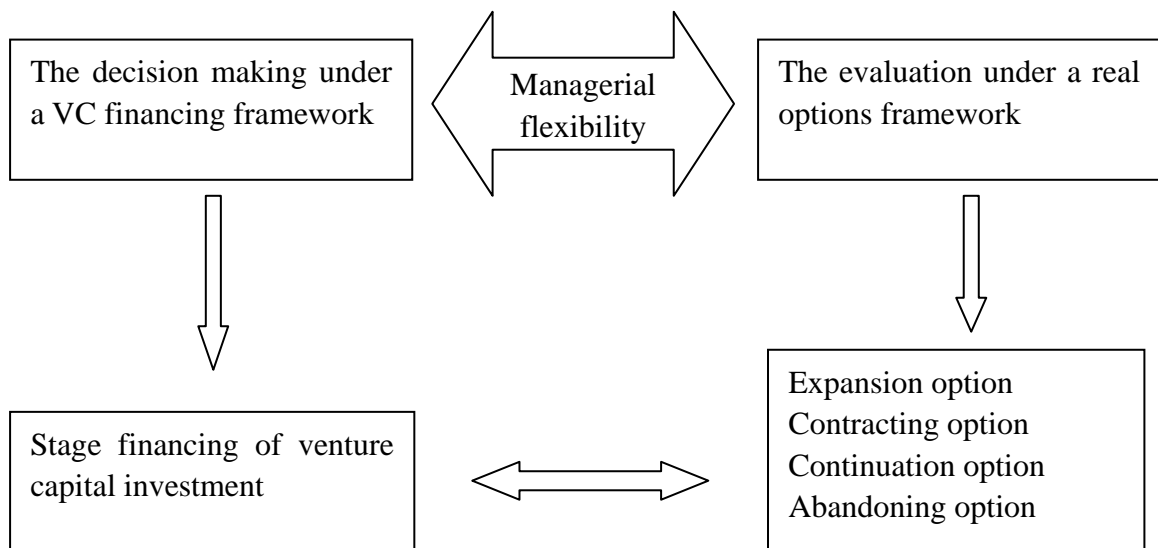 The decision making under
a VC financing framework
Managerial
flexibility
The evaluation under a real
options framework
Stage financing of venture
capital investment
Expansion option
Contracting option
Continuation option
Abandoning option